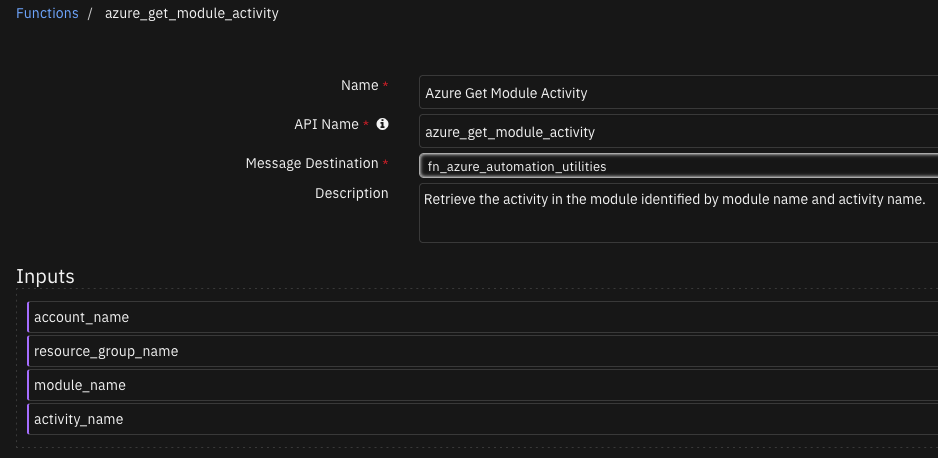 Functions / azure_get_module_activity
Name *
Azure Get Module Activity
API Name *
azure_get_module_activity
Message Destination *
fn_azure_automation_utilities
Description
Retrieve the activity in the module identified by module name and activity name.
Inputs
account_name
resource_group_name
module_name
activity_name